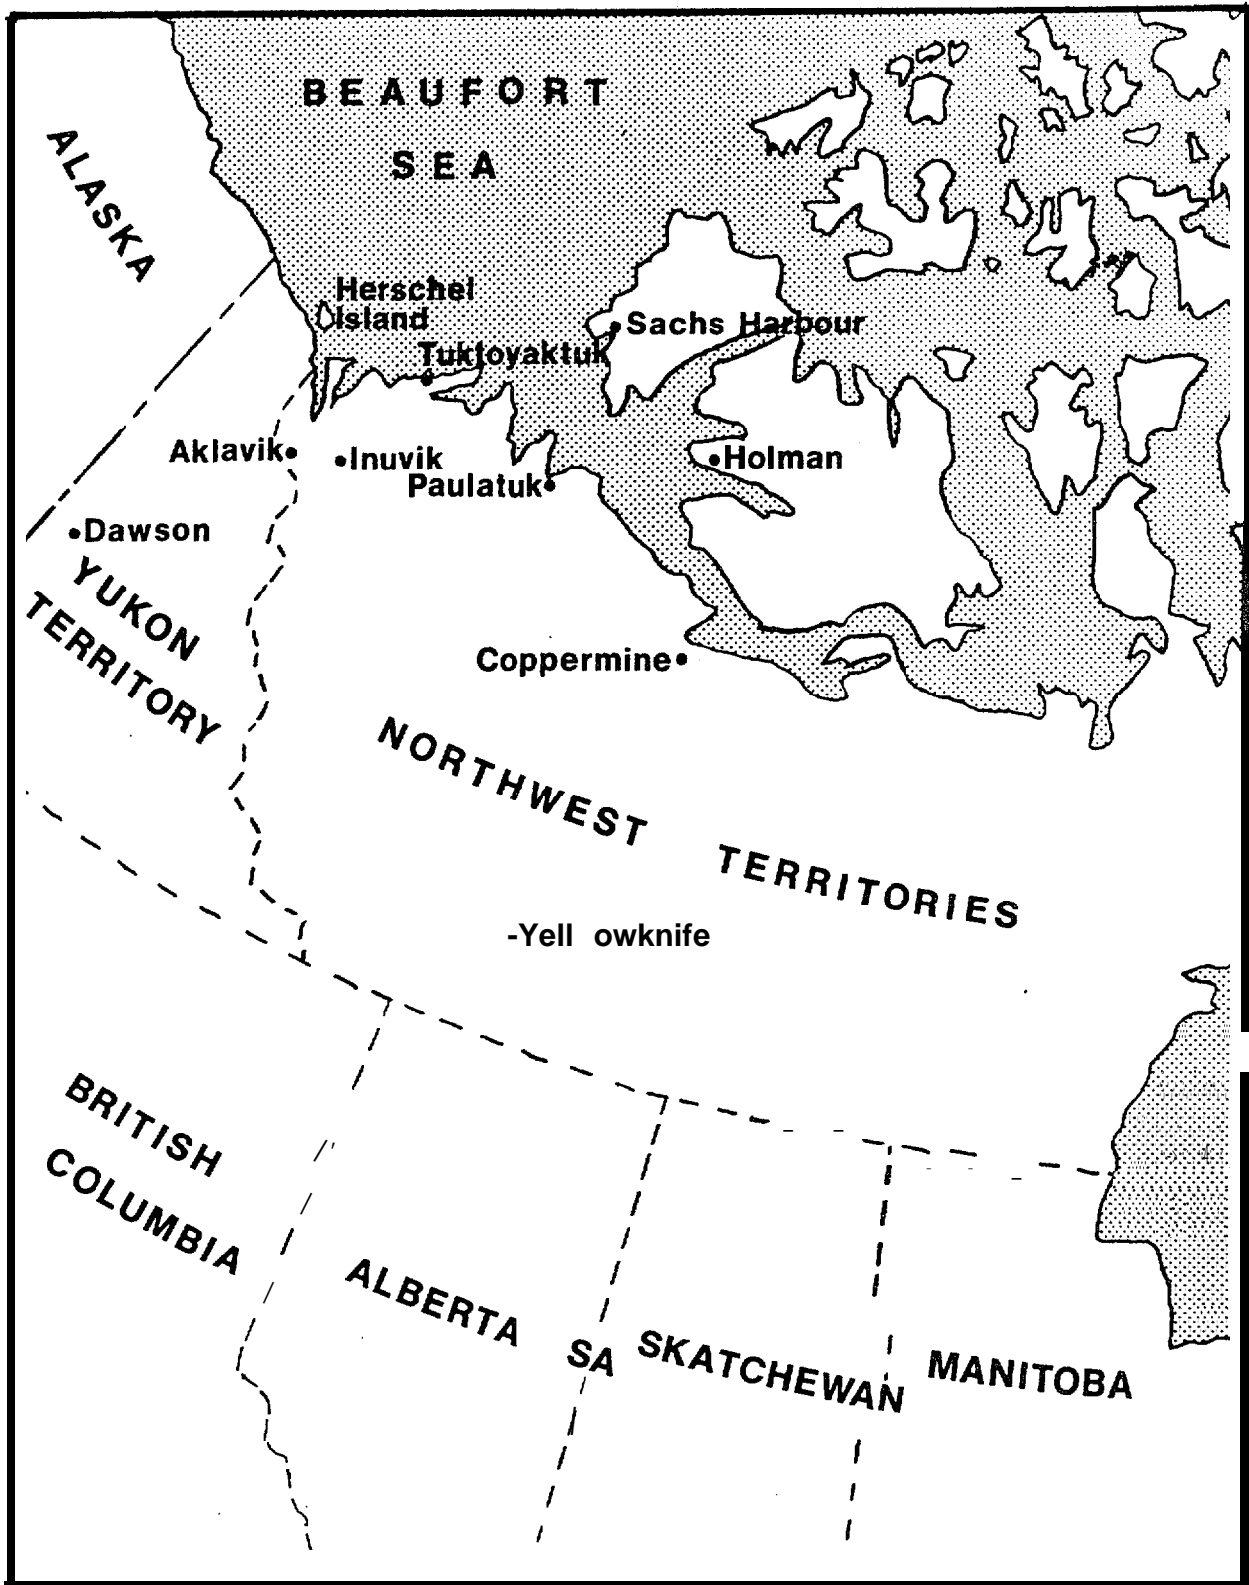 BEAUFORT
SEA
ALASKA
Herschel
Island
Sachs Harbour
Tuktoyaktuk
Aklavik
Inuvik
Holman
Paulatuk
Dawson
YUKON
TERRITORY
Coppermine
NORTHWEST TERRITORIES
-Yell owknife
BRITISH
COLUMBIA
ALBERTA
SA SKATCHEWAN
MANITOBA